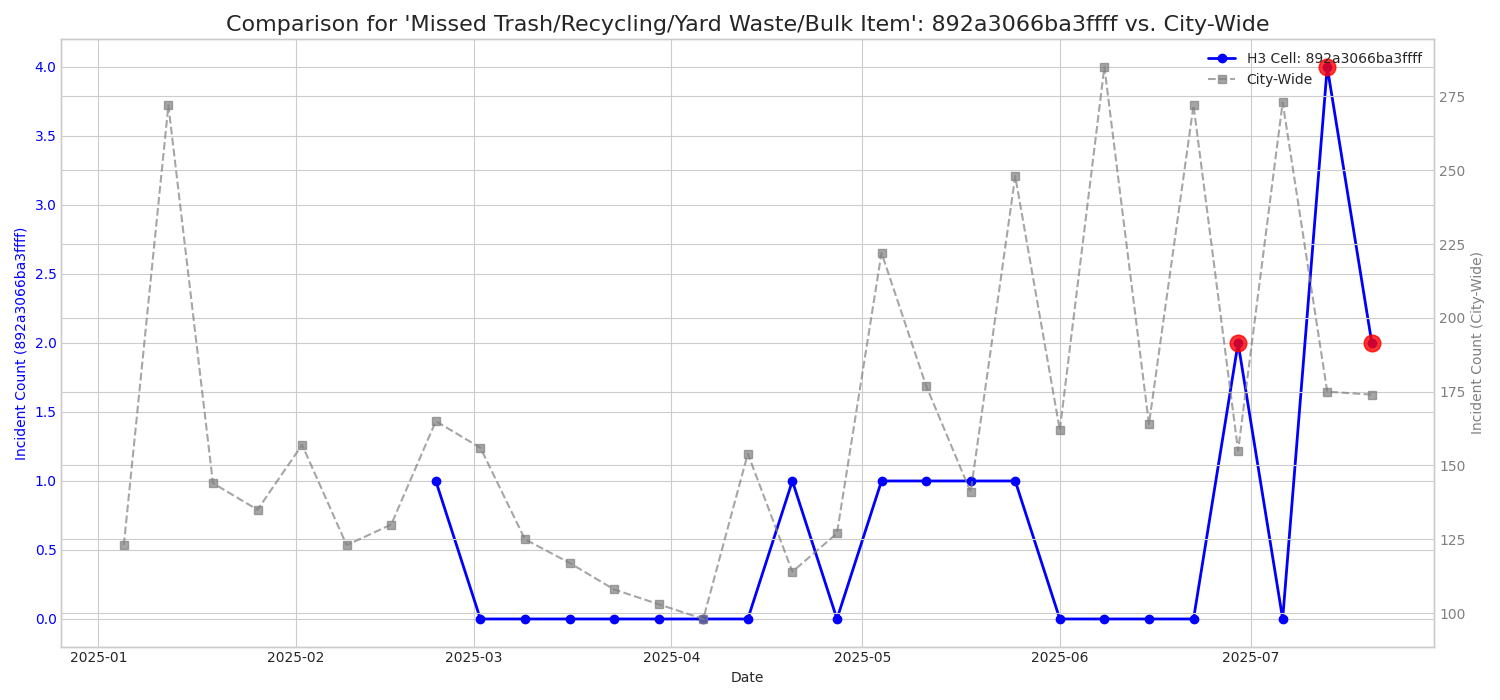 Comparison for 'Missed Trash/Recycling/Yard Waste/Bulk Item': 892a3066ba3ffff vs. City-Wide
H3 Cell: 892a3066ba3ffff
City-Wide
Incident Count (892a3066ba3ffff)
4.0
3.5
3.0
2.5
2.0
1.5
1.0
0.5
0.0
275
250
225
200
175
150
125
100
Incident Count (City-Wide)
2025-01 2025-02 2025-03 2025-04 2025-05 2025-06 2025-07
Date